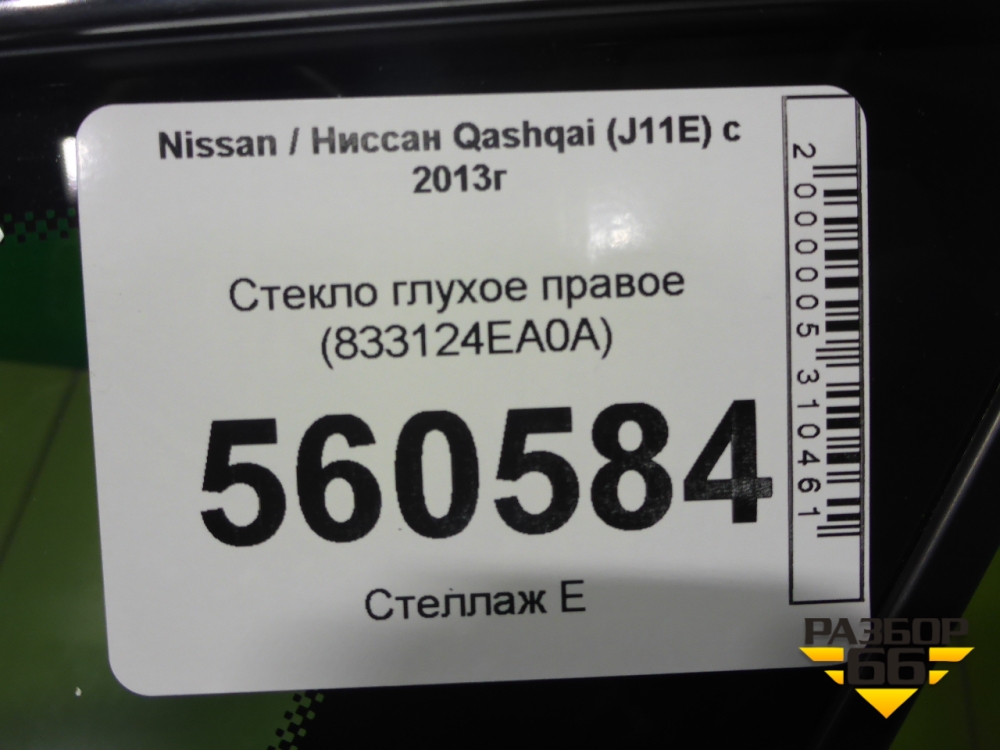 Nissan / Ниссан Qashqai (J11E) с
2013г
Стекло глухое правое
(833124EA0A)
560584
Стеллаж Е
2000005310461
РАЗБОР
66